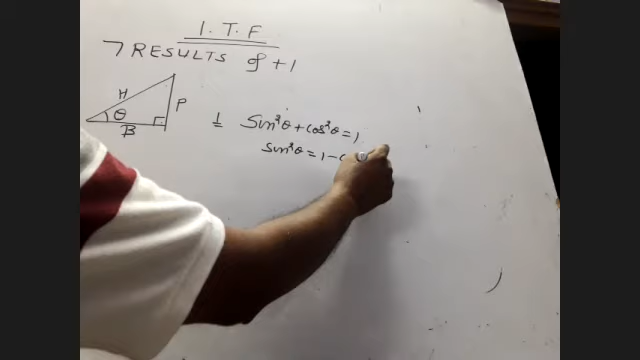 I.T.F
7 RESULTS of +1
H
P
θ
B
1 Sin²θ + cos²θ = 1
sin²θ = 1 - c